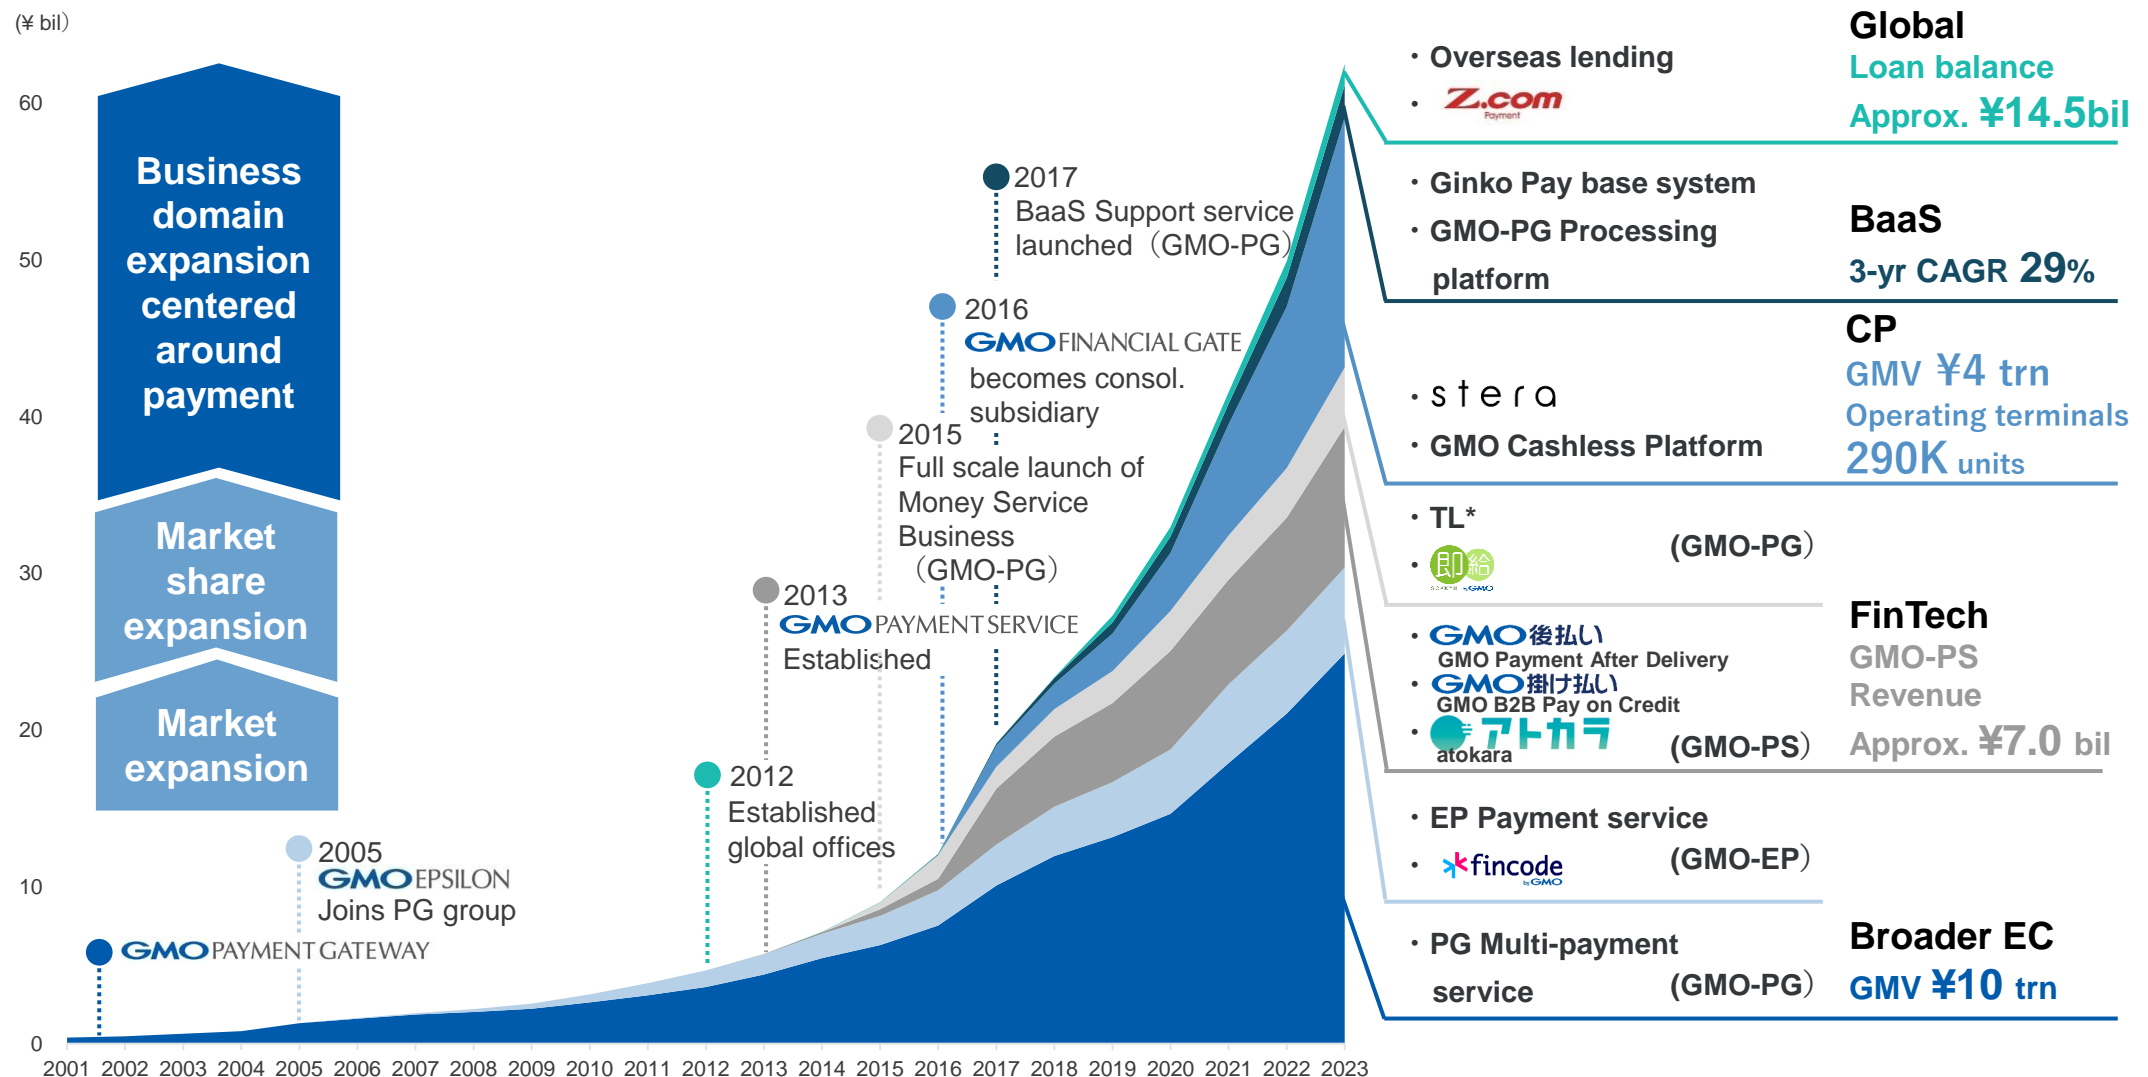 (¥ bil）
60
50
40
30
20
10
0
Business
domain
expansion
centered
around
payment
Market
share
expansion
Market
expansion
GMO PAYMENT GATEWAY
2005
GMO EPSILON
Joins PG group
2012
Established
global offices
2013
GMO PAYMENT SERVICE
Established
2015
Full scale launch of
Money Service
Business
（GMO-PG）
2016
GMO FINANCIAL GATE
becomes consol.
subsidiary
2017
BaaS Support service
launched（GMO-PG）
2001 2002 2003 2004 2005 2006 2007 2008 2009 2010 2011 2012 2013 2014 2015 2016 2017 2018 2019 2020 2021 2022 2023
・Overseas lending
・Z.com
Payment
Global
Loan balance
Approx. ¥14.5bil
・Ginko Pay base system
・GMO-PG Processing
platform
BaaS
3-yr CAGR 29%
・stera
・GMO Cashless Platform
CP
GMV ¥4 trn
Operating terminals
290K units
・TL*
・即給
by GMO
(GMO-PG）
・GMO後払い
GMO Payment After Delivery
・GMO掛け払い
GMO B2B Pay on Credit
・アトカラ
atokara
(GMO-PS）
FinTech
GMO-PS
Revenue
Approx. ¥7.0 bil
・EP Payment service
・fincode
by GMO
(GMO-EP）
・PG Multi-payment
service
(GMO-PG）
Broader EC
GMV ¥10 trn